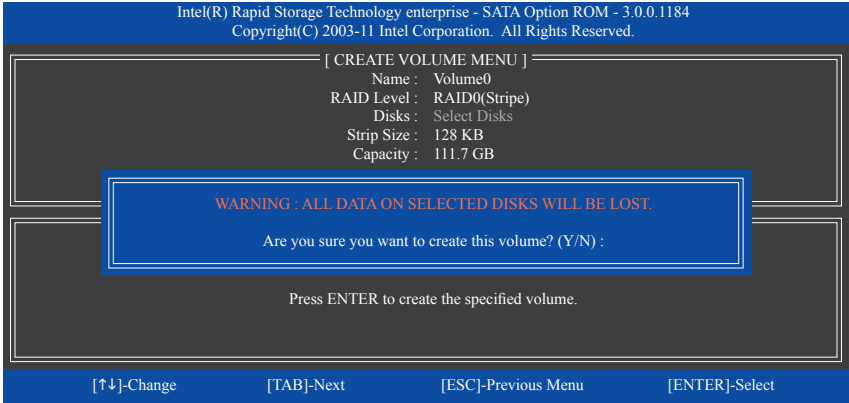 Intel(R) Rapid Storage Technology enterprise - SATA Option ROM - 3.0.0.1184
Copyright(C) 2003-11 Intel Corporation. All Rights Reserved.
[ CREATE VOLUME MENU ]
Name : Volume0
RAID Level : RAID0(Stripe)
Disks : Select Disks
Strip Size : 128 KB
Capacity : 111.7 GB
WARNING : ALL DATA ON SELECTED DISKS WILL BE LOST.
Are you sure you want to create this volume? (Y/N) :
Press ENTER to create the specified volume.
[↑↓]-Change [TAB]-Next [ESC]-Previous Menu [ENTER]-Select